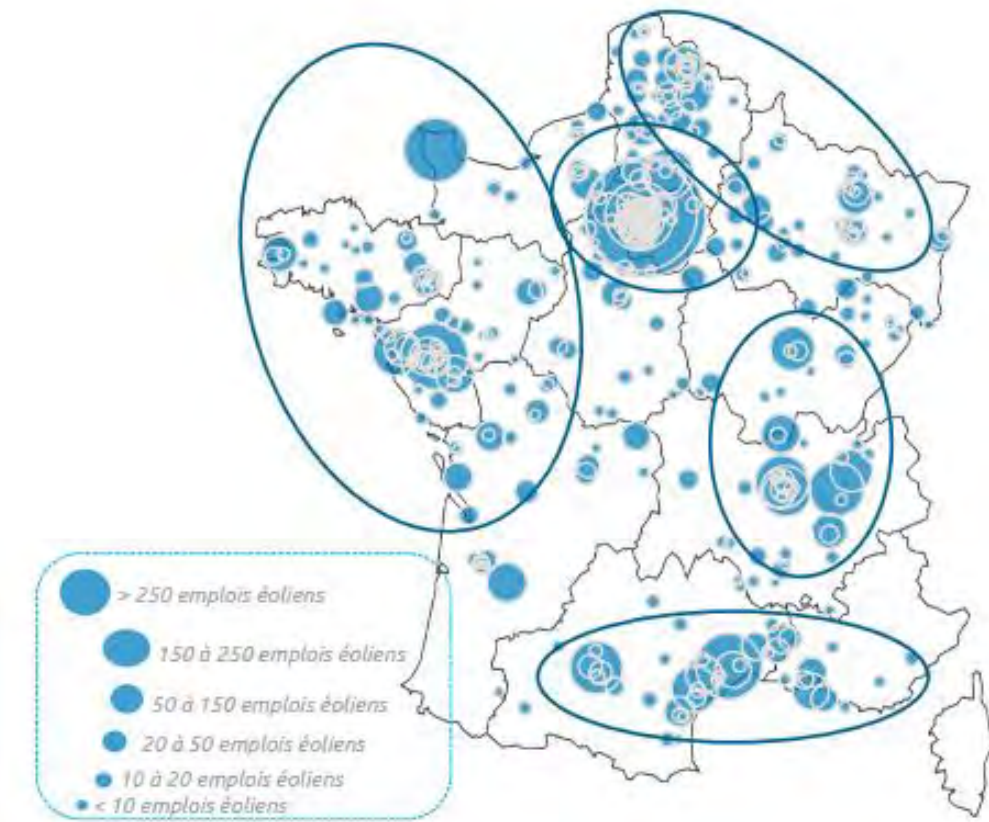 > 250 emplois éoliens
150 à 250 emplois éoliens
50 à 150 emplois éoliens
20 à 50 emplois éoliens
10 à 20 emplois éoliens
< 10 emplois éoliens